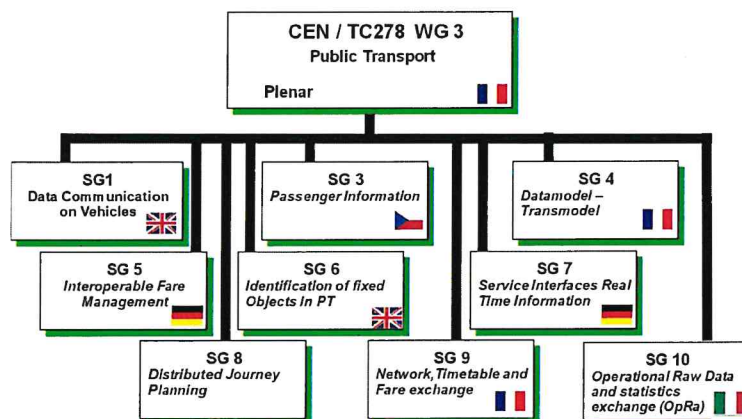 CEN / TC278 WG 3
Public Transport
Plenar
SG1
Data Communication
on Vehicles
SG 3
Passenger Information
SG 4
Datamodel –
Transmodel
SG 5
Interoperable Fare
Management
SG 6
Identification of fixed
Objects in PT
SG 7
Service Interfaces Real
Time Information
SG 8
Distributed Journey
Planning
SG 9
Network, Timetable and
Fare exchange
SG 10
Operational Raw Data
and statistics
exchange (OpRa)